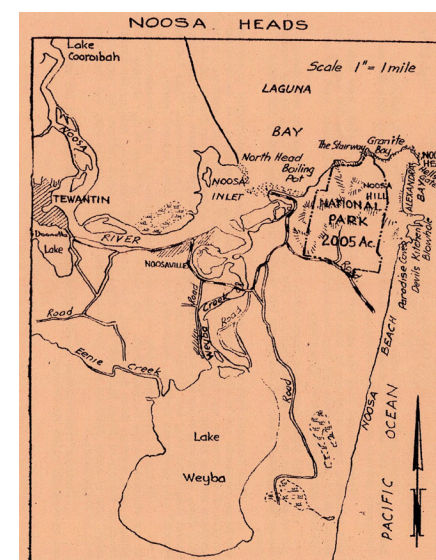 NOOSA HEADS
Lake
Cooroibah
Scale 1"= 1 mile
LAGUNA
BAY
The Stairway
Granite
Bay
NOOSA
North Head
Boiling
Pot
NOOSA
INLET
NOOSA
HILL
ALEXANDRIA
BAY
TEWANTIN
NATIONAL
PARK
2005 Ac.
Paradise Caves
Devils Kitchen
Blowhole
RIVER
Doonella
Lake
NOOSAVILLE
Road
Weyba
Creek
Road
Road
Eenie
Creek
Road
NOOSA
BEACH
Lake
Weyba
PACIFIC
OCEAN